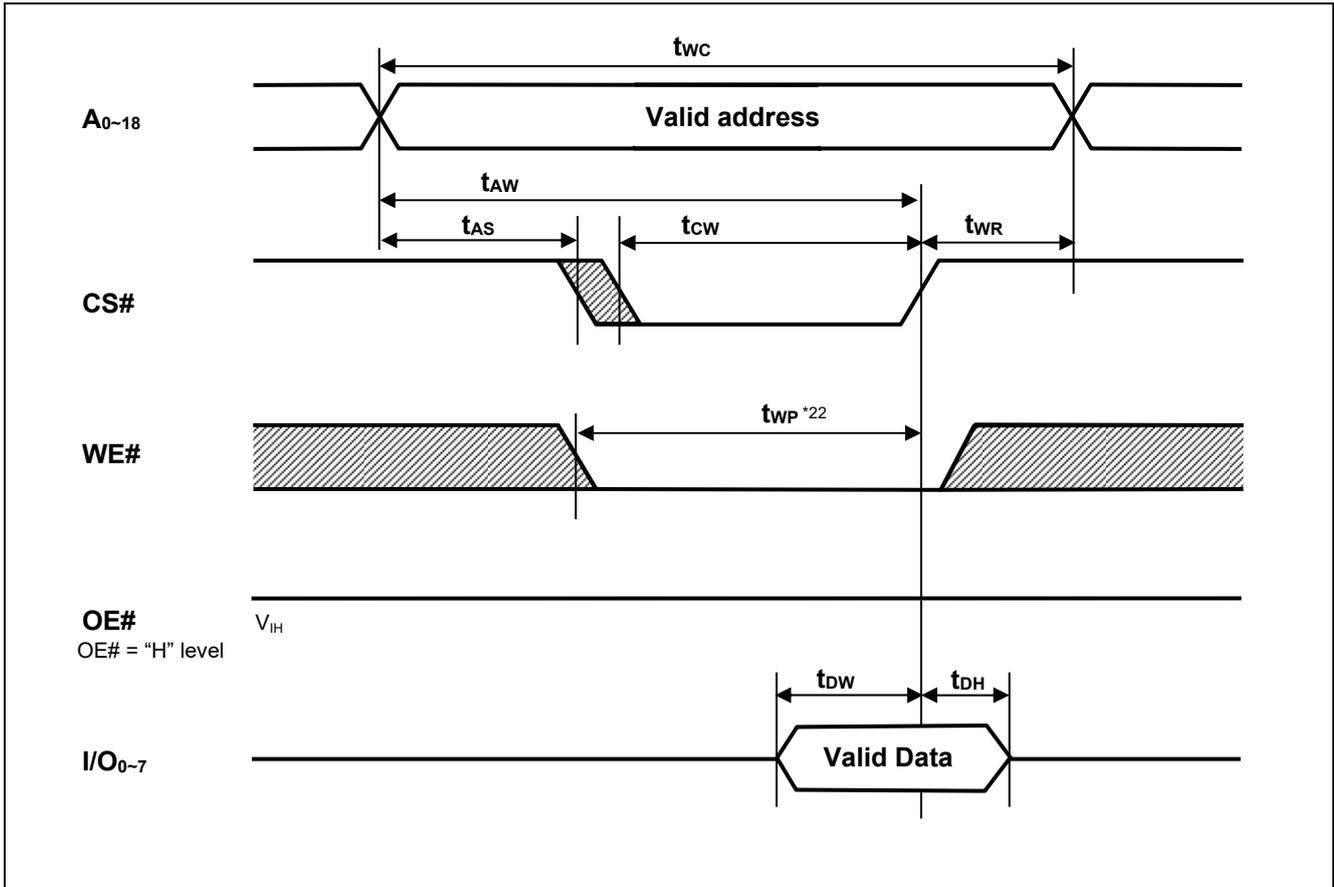 tWC
A0~18
Valid address
tAW
tAS
tCW
tWR
CS#
tWP *22
WE#
OE#
VIH
OE# = “H” level
tDW
tDH
I/O0~7
Valid Data